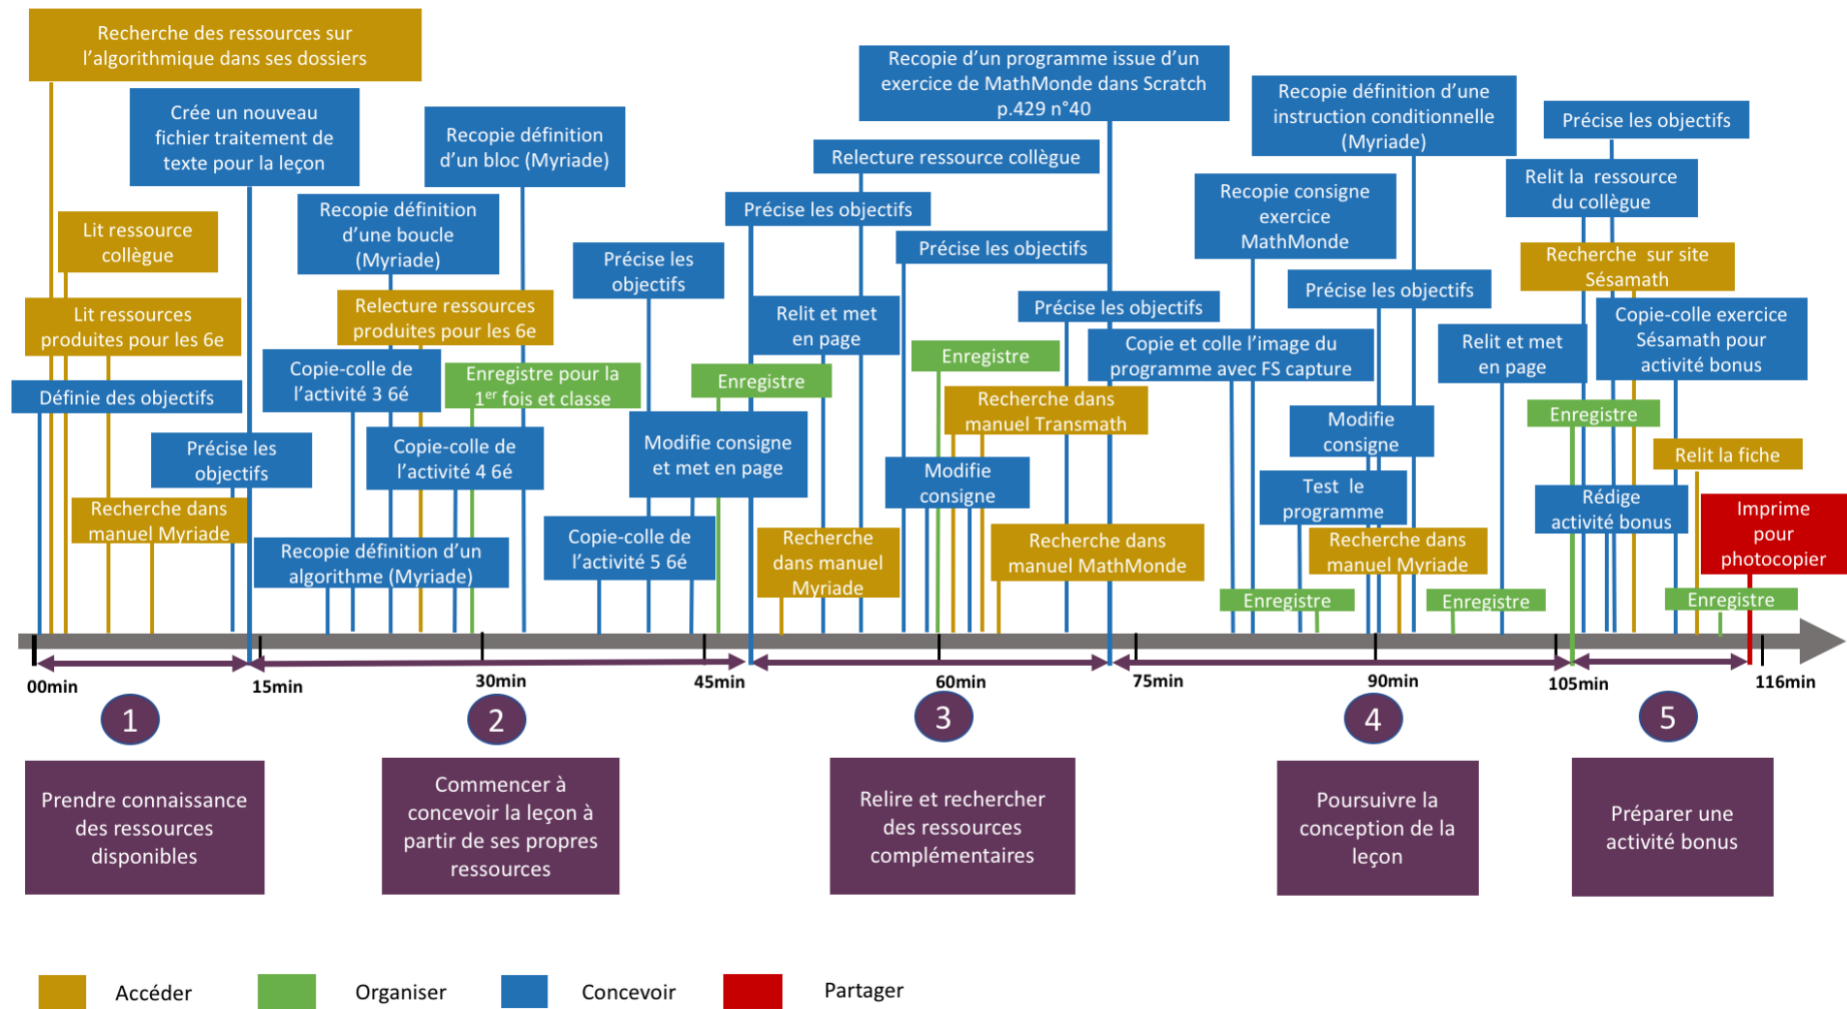 Recherche des ressources sur
l'algorithmique dans ses dossiers
Crée un nouveau
fichier traitement de
texte pour la leçon
Lit ressource
collègue
Lit ressources
produites pour les 6e
Définie des objectifs
Précise les
objectifs
Recherche dans
manuel Myriade
Recopie définition
d'un bloc (Myriade)
Recopie définition
d'une boucle
(Myriade)
Relecture ressources
produites pour les 6e
Copie-colle de
l'activité 3 6é
Enregistre pour la
1er fois et classe
Copie-colle de
l'activité 4 6é
Recopie définition d'un
algorithme (Myriade)
Précise les
objectifs
Enregistre
Modifie consigne
et met en page
Copie-colle de
l'activité 5 6é
Recopie d'un programme issue d'un
exercice de MathMonde dans Scratch
p.429 n°40
Relecture ressource collègue
Précise les objectifs
Précise les objectifs
Relit et met
en page
Précise les objectifs
Enregistre
Recherche dans
manuel Transmath
Modifie
consigne
Recherche
dans manuel
Myriade
Recherche dans
manuel MathMonde
Recopie définition d'une
instruction conditionnelle
(Myriade)
Recopie consigne
exercice
MathMonde
Précise les objectifs
Copie et colle l'image du
programme avec FS capture
Relit et met
en page
Modifie
consigne
Test le
programme
Recherche dans
manuel Myriade
Enregistre
Enregistre
Précise les objectifs
Relit la ressource
du collègue
Recherche sur site
Sésamath
Copie-colle exercice
Sésamath pour
activité bonus
Enregistre
Relit la fiche
Rédige
activité bonus
Imprime
pour
photocopier
Enregistre
00min
15min
30min
45min
60min
75min
90min
105min
116min
1
2
3
4
5
Prendre connaissance
des ressources
disponibles
Commencer à
concevoir la leçon à
partir de ses propres
ressources
Relire et rechercher
des ressources
complémentaires
Poursuivre la
conception de la
leçon
Préparer une
activité bonus
Accéder
Organiser
Concevoir
Partager